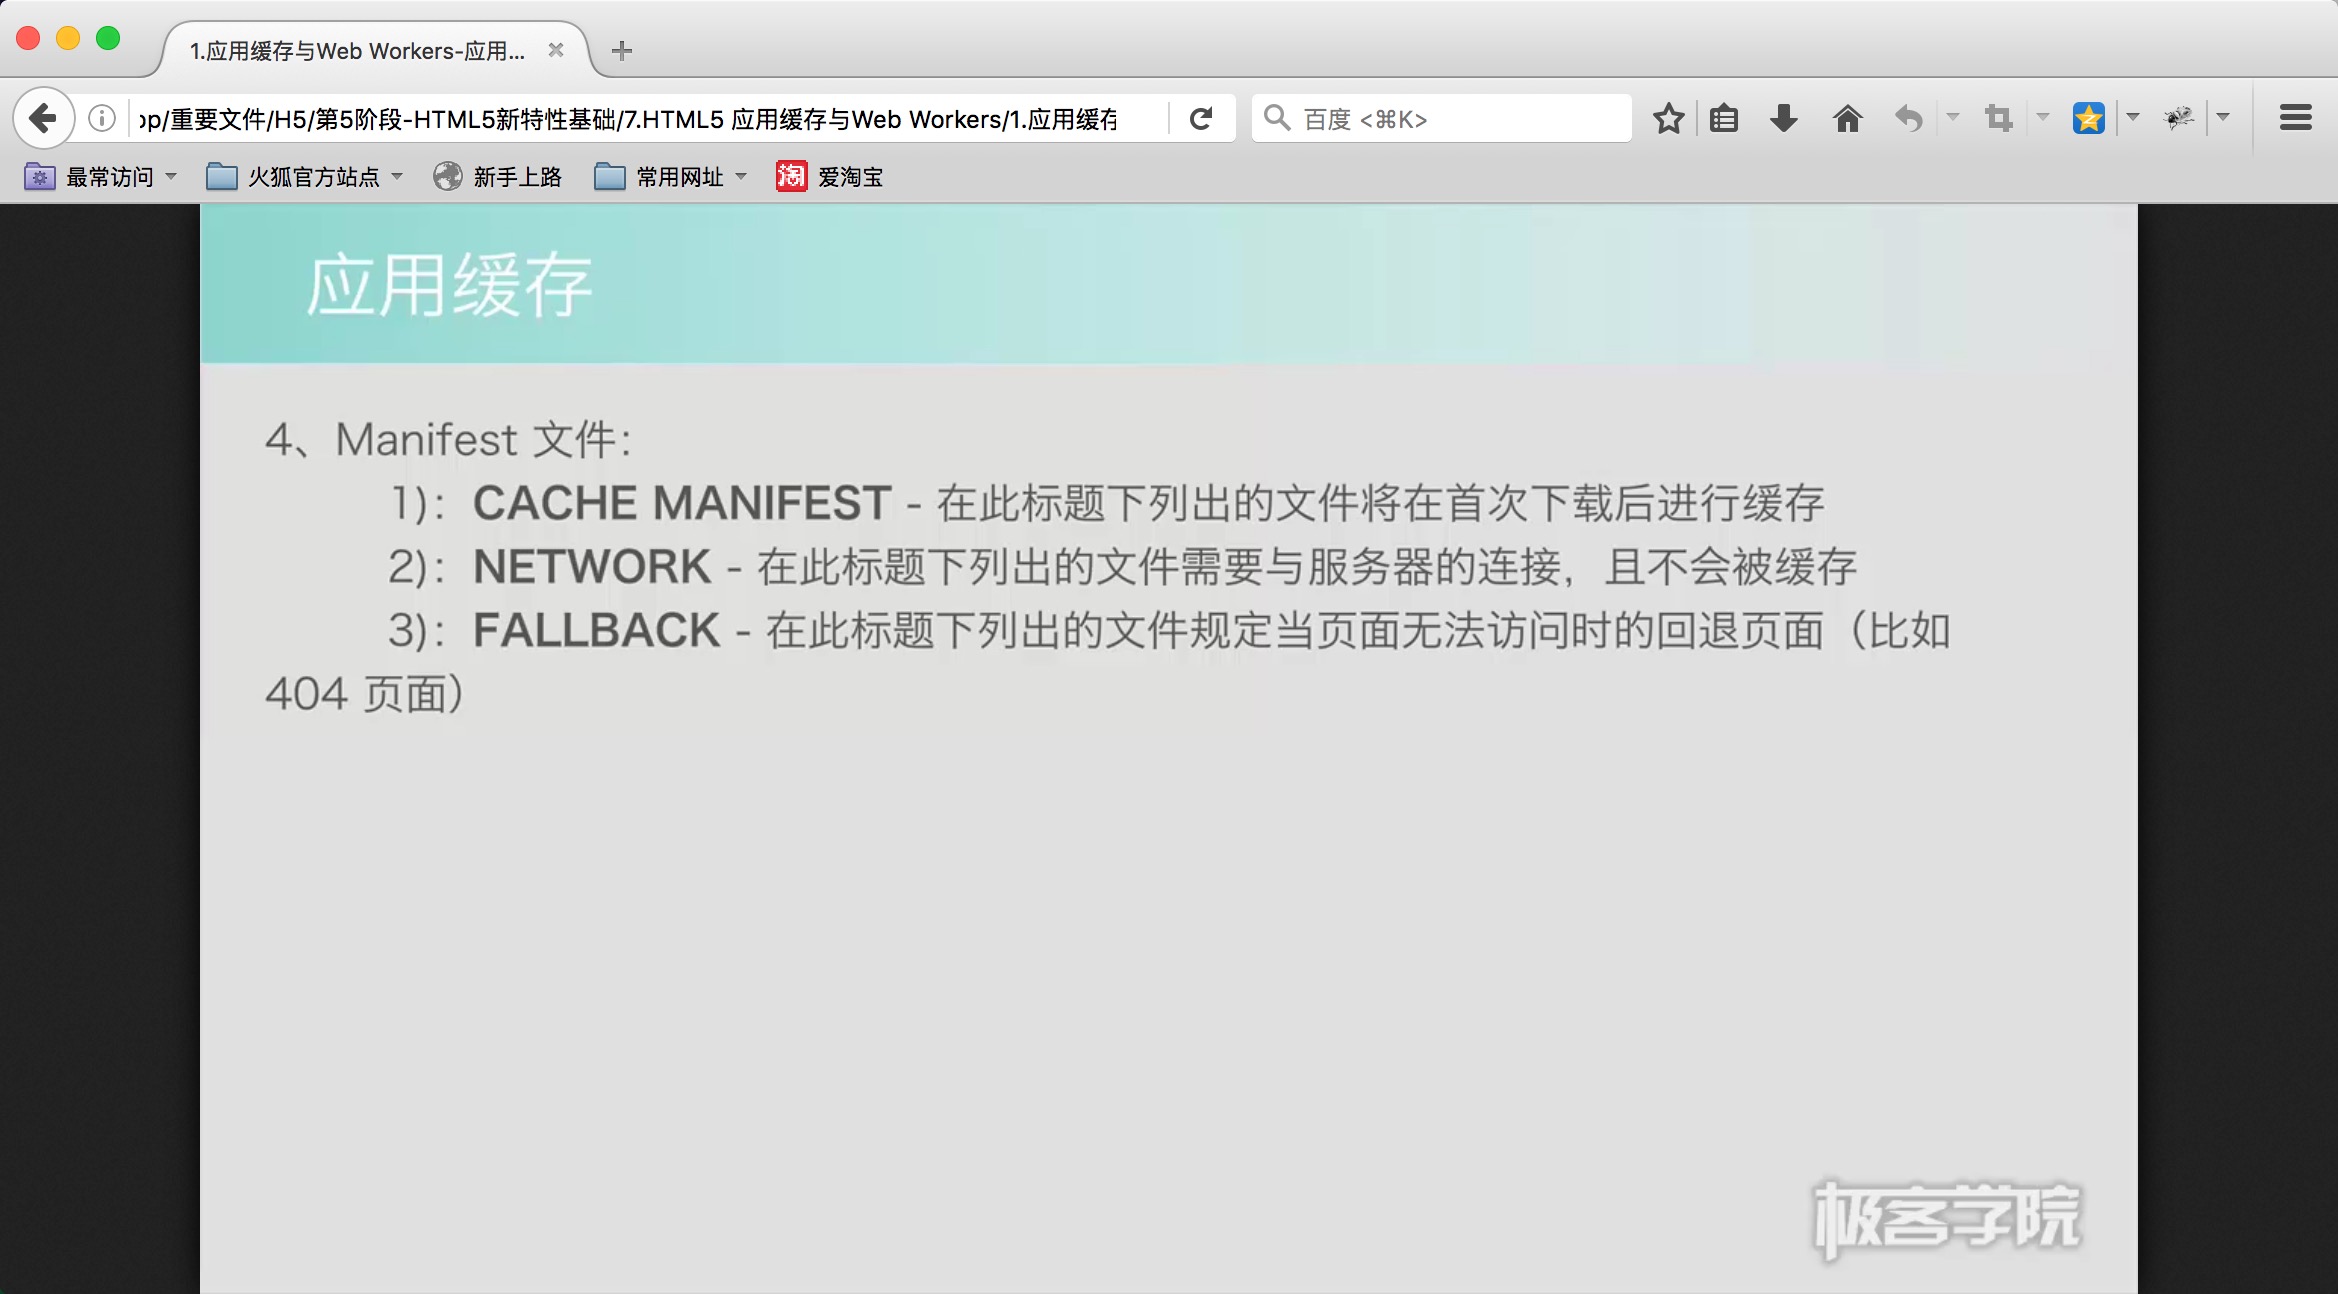 1.应用缓存与Web Workers-应用...
op/重要文件/H5/第5阶段-HTML5新特性基础/7.HTML5 应用缓存与Web Workers/1.应用缓存
百度 <⌘K>
最常访问
火狐官方站点
新手上路
常用网址
淘
爱淘宝
应用缓存
4、Manifest 文件：
1)：CACHE MANIFEST - 在此标题下列出的文件将在首次下载后进行缓存
2)：NETWORK - 在此标题下列出的文件需要与服务器的连接，且不会被缓存
3)：FALLBACK - 在此标题下列出的文件规定当页面无法访问时的回退页面（比如
404 页面）
极客学院